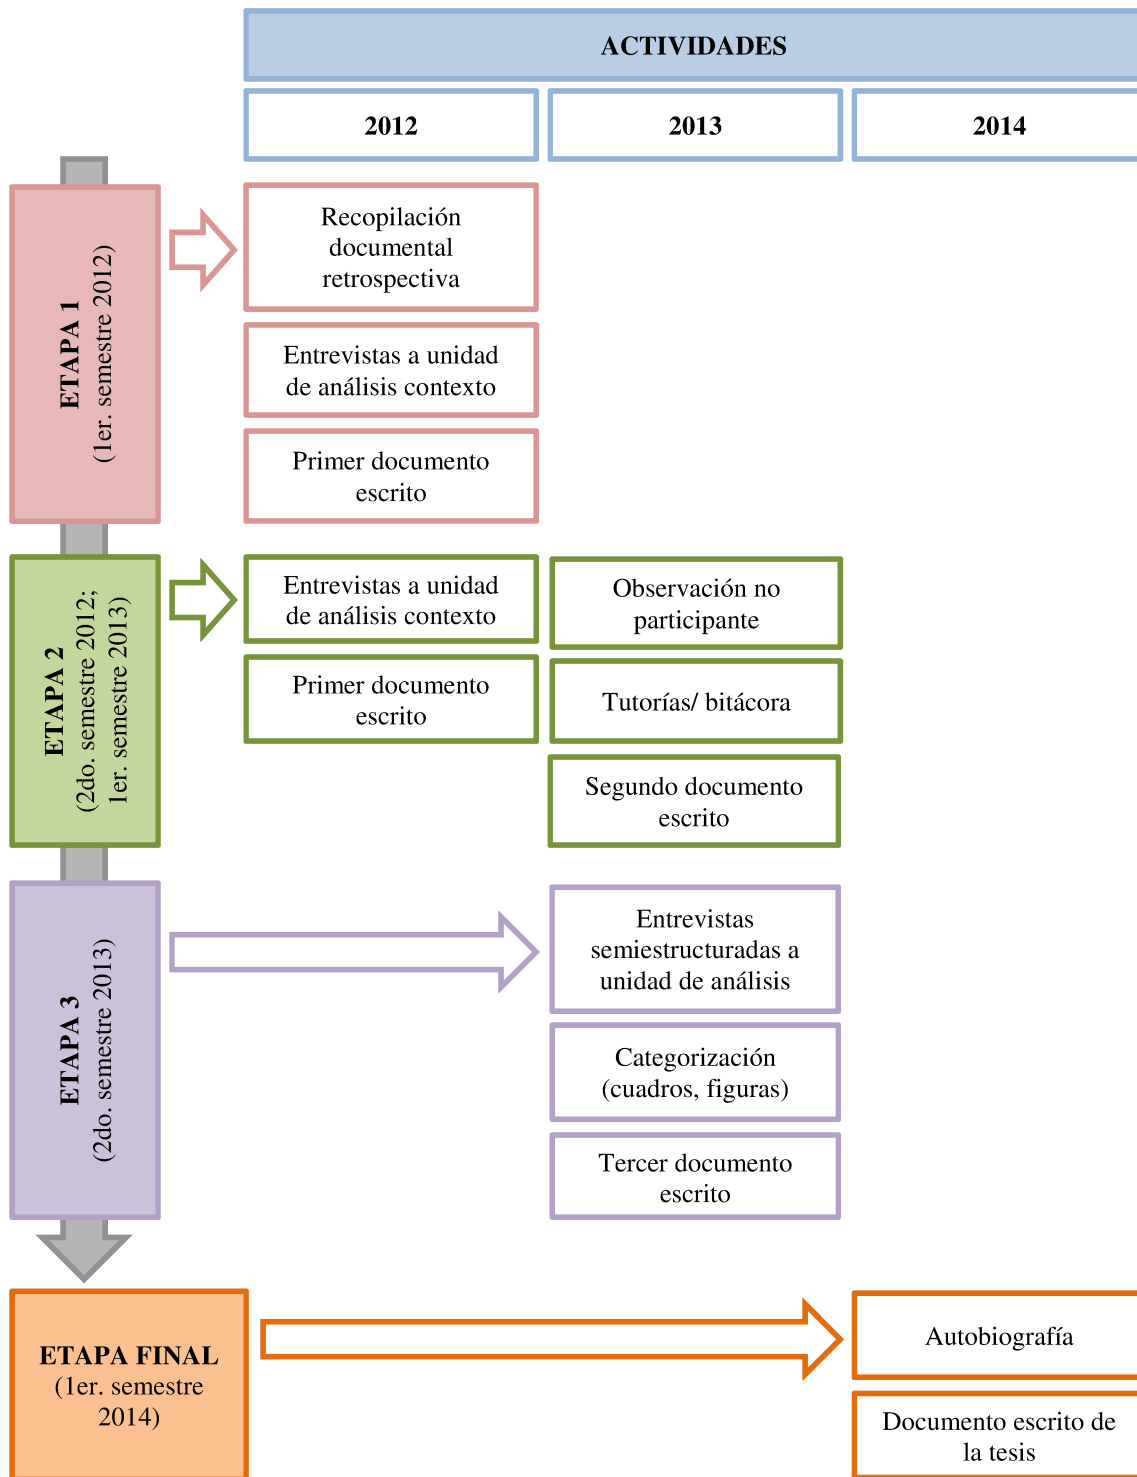 ACTIVIDADES
2012
2013
2014
ETAPA 1
(1er. semestre 2012)
Recopilación
documental
retrospectiva
Entrevistas a unidad
de análisis contexto
Primer documento
escrito
ETAPA 2
(2do. semestre 2012;
1er. semestre 2013)
Entrevistas a unidad
de análisis contexto
Primer documento
escrito
Observación no
participante
Tutorías/ bitácora
Segundo documento
escrito
ETAPA 3
(2do. semestre 2013)
Entrevistas
semiestructuradas a
unidad de análisis
Categorización
(cuadros, figuras)
Tercer documento
escrito
ETAPA FINAL
(1er. semestre
2014)
Autobiografía
Documento escrito de
la tesis